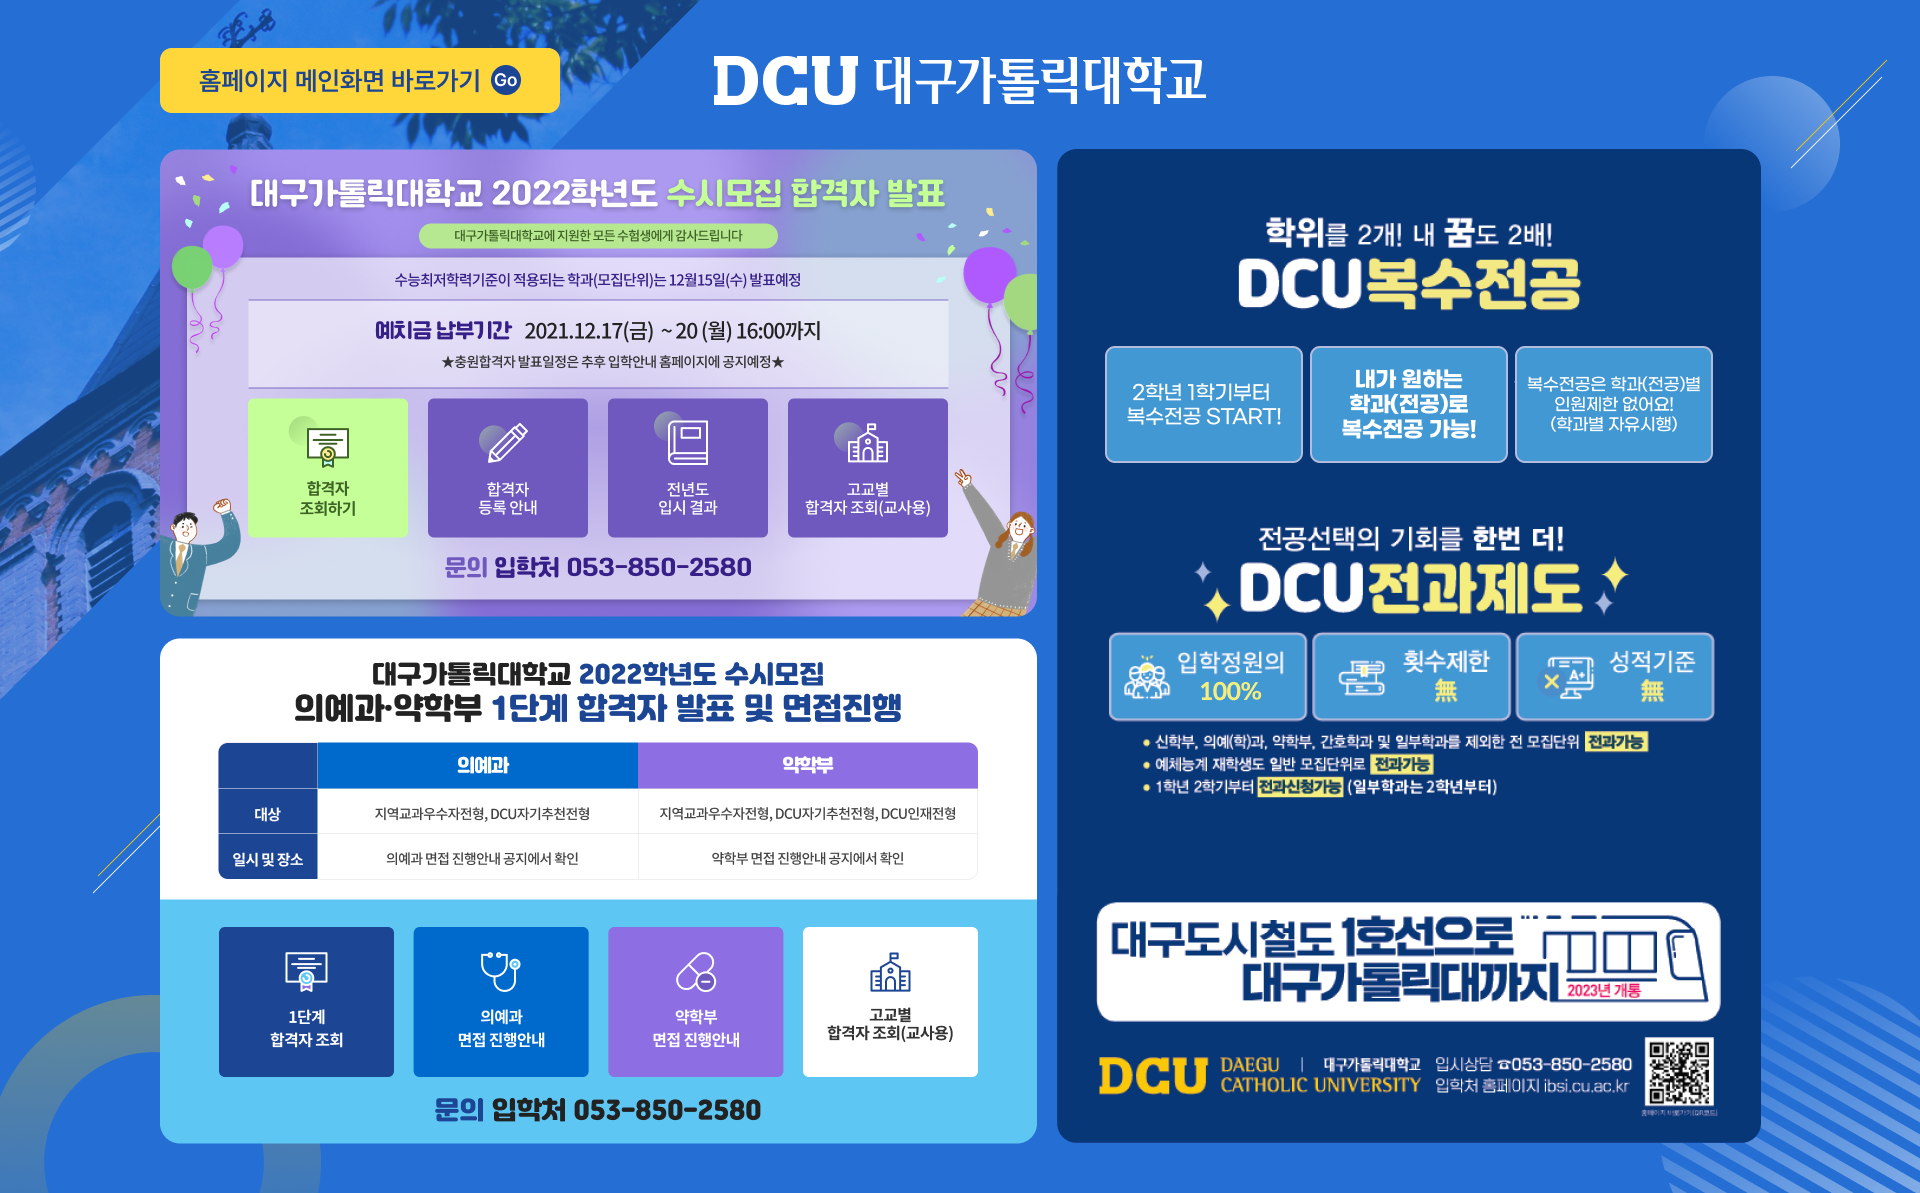 홈페이지 메인화면 바로가기 Go
DCU 대구가톨릭대학교
대구가톨릭대학교 2022학년도 수시모집 합격자 발표
대구가톨릭대학교에 지원한 모든 수험생에게 감사드립니다
수능최저학력기준이 적용되는 학과(모집단위)는 12월15일(수) 발표예정
예치금 납부기간 2021.12.17(금) ~ 20 (월) 16:00까지
★충원합격자 발표일정은 추후 입학안내 홈페이지에 공지예정★
합격자
조회하기
합격자
등록 안내
전년도
입시 결과
고교별
합격자 조회(교사용)
문의 입학처 053-850-2580
대구가톨릭대학교 2022학년도 수시모집
의예과·약학부 1단계 합격자 발표 및 면접진행
의예과 약학부
대상 지역교과우수자전형, DCU자기추천전형 지역교과우수자전형, DCU자기추천전형, DCU인재전형
일시 및 장소 의예과 면접 진행안내 공지에서 확인 약학부 면접 진행안내 공지에서 확인
1단계
합격자 조회
의예과
면접 진행안내
약학부
면접 진행안내
고교별
합격자 조회(교사용)
문의 입학처 053-850-2580
학위를 2개! 내 꿈도 2배!
DCU복수전공
2학년 1학기부터
복수전공 START!
내가 원하는
학과(전공)로
복수전공 가능!
복수전공은 학과(전공)별
인원제한 없어요!
(학과별 자유시행)
전공선택의 기회를 한번 더!
DCU전과제도
입학정원의
100%
횟수제한
無
A+
성적기준
無
• 신학부, 의예(학)과, 약학부, 간호학과 및 일부학과를 제외한 전 모집단위 전과가능
• 예체능계 재학생도 일반 모집단위로 전과가능
• 1학년 2학기부터 전과신청가능 (일부학과는 2학년부터)
대구도시철도 1호선으로
대구가톨릭대까지
2023년 개통
DCU DAEGU
CATHOLIC UNIVERSITY
대구가톨릭대학교
입시상담 ☎053-850-2580
입학처 홈페이지 ibsi.cu.ac.kr
홈페이지 바로가기(QR코드)